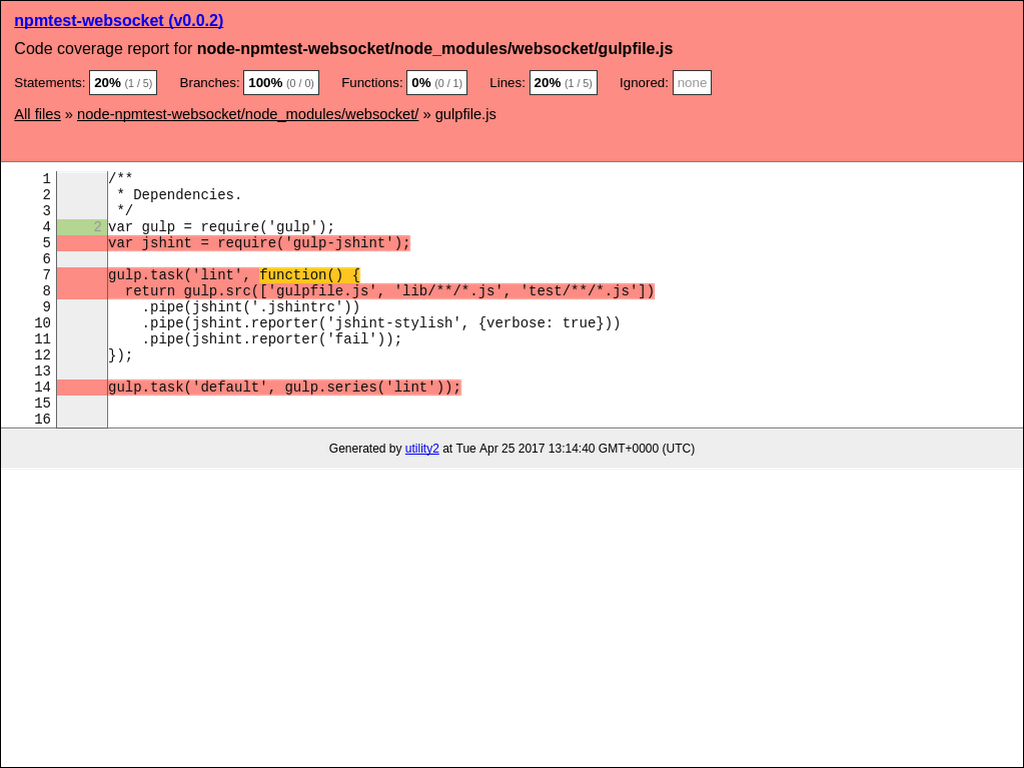 npmtest-websocket (v0.0.2)
Code coverage report for node-npmtest-websocket/node_modules/websocket/gulpfile.js
Statements: 20% (1 / 5) Branches: 100% (0 / 0) Functions: 0% (0 / 1) Lines: 20% (1 / 5) Ignored: none
All files » node-npmtest-websocket/node_modules/websocket/ » gulpfile.js
1 /**
2  * Dependencies.
3  */
4 2 var gulp = require('gulp');
5 var jshint = require('gulp-jshint');
6
7 gulp.task('lint', function() {
8   return gulp.src(['gulpfile.js', 'lib/**/*.js', 'test/**/*.js'])
9     .pipe(jshint('.jshintrc'))
10     .pipe(jshint.reporter('jshint-stylish', {verbose: true}))
11     .pipe(jshint.reporter('fail'));
12 });
13
14 gulp.task('default', gulp.series('lint'));
15
16
Generated by utility2 at Tue Apr 25 2017 13:14:40 GMT+0000 (UTC)